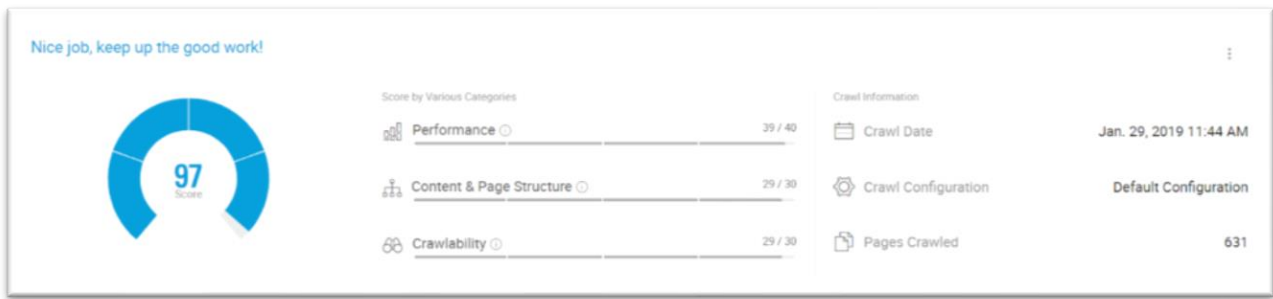 Nice job, keep up the good work!
97
Score
Score by Various Categories
Performance 39 / 40
Content & Page Structure 29 / 30
Crawlability 29 / 30
Crawl Information
Crawl Date Jan. 29, 2019 11:44 AM
Crawl Configuration Default Configuration
Pages Crawled 631